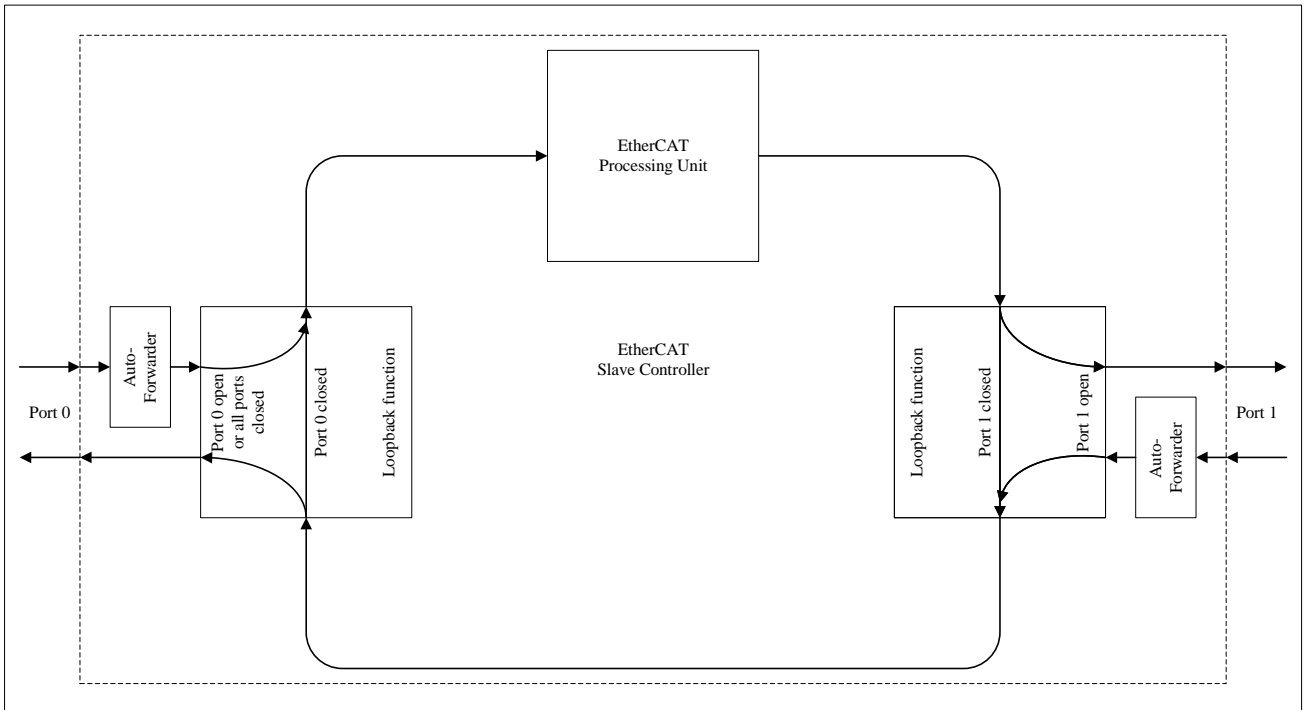 EtherCAT
Processing Unit
Auto-
Forwarder
Port 0 open
or all ports
closed
Port 0 closed
Loopback function
EtherCAT
Slave Controller
Loopback function
Port 1 closed
Port 1 open
Auto-
Forwarder
Port 0
Port 1